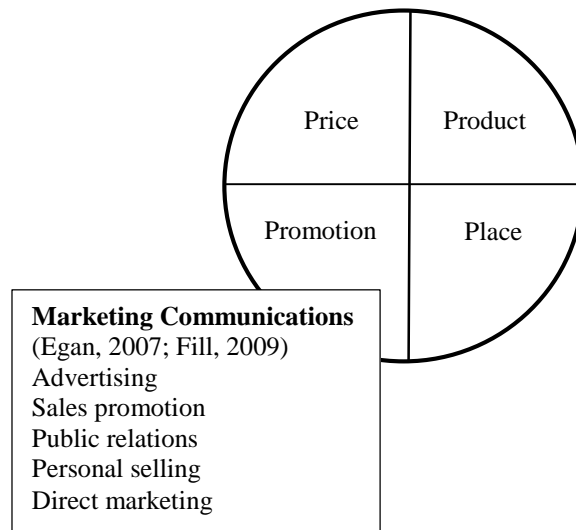 Price
Product
Promotion
Place
Marketing Communications
(Egan, 2007; Fill, 2009)
Advertising
Sales promotion
Public relations
Personal selling
Direct marketing